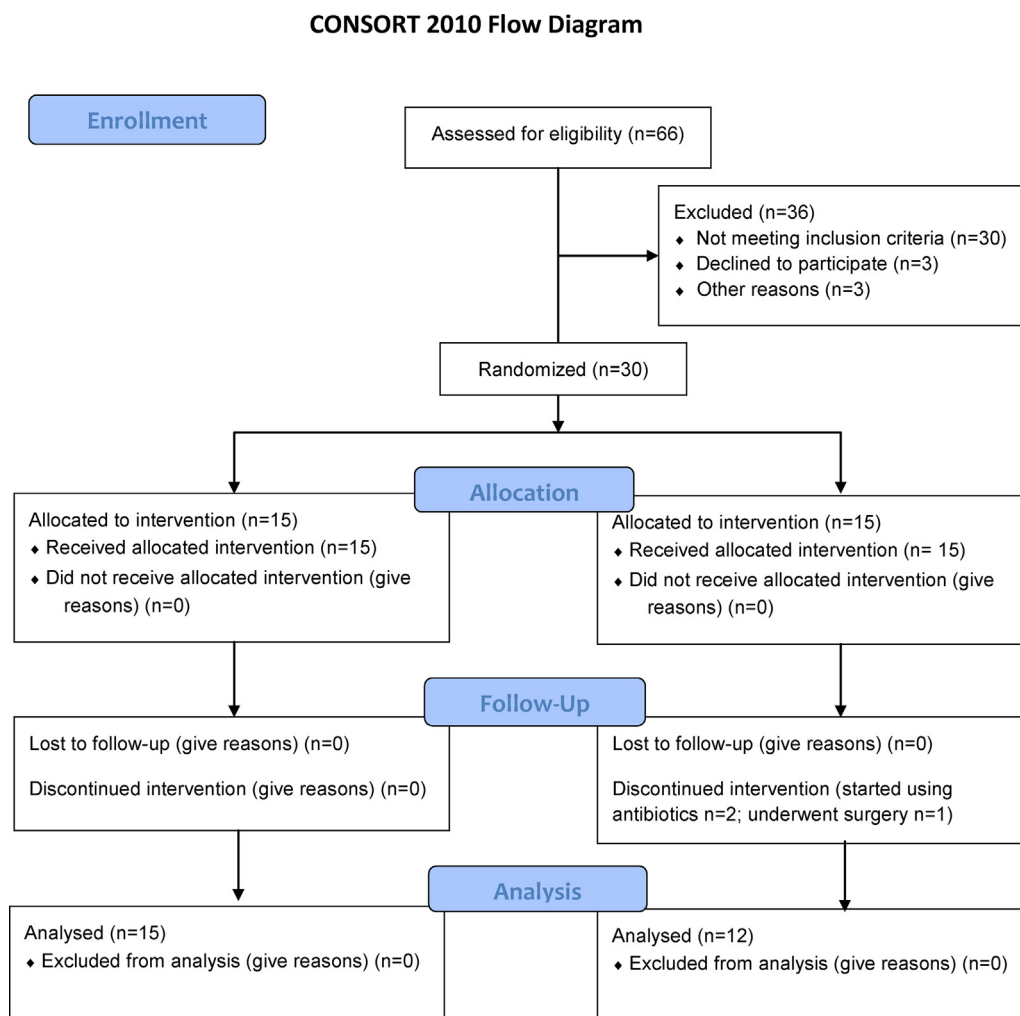 CONSORT 2010 Flow Diagram
Enrollment
Assessed for eligibility (n=66)
Excluded (n=36)
♦ Not meeting inclusion criteria (n=30)
♦ Declined to participate (n=3)
♦ Other reasons (n=3)
Randomized (n=30)
Allocation
Allocated to intervention (n=15)
♦ Received allocated intervention (n=15)
♦ Did not receive allocated intervention (give
reasons) (n=0)
Allocated to intervention (n=15)
♦ Received allocated intervention (n= 15)
♦ Did not receive allocated intervention (give
reasons) (n=0)
Follow-Up
Lost to follow-up (give reasons) (n=0)
Discontinued intervention (give reasons) (n=0)
Lost to follow-up (give reasons) (n=0)
Discontinued intervention (started using
antibiotics n=2; underwent surgery n=1)
Analysis
Analysed (n=15)
♦ Excluded from analysis (give reasons) (n=0)
Analysed (n=12)
♦ Excluded from analysis (give reasons) (n=0)